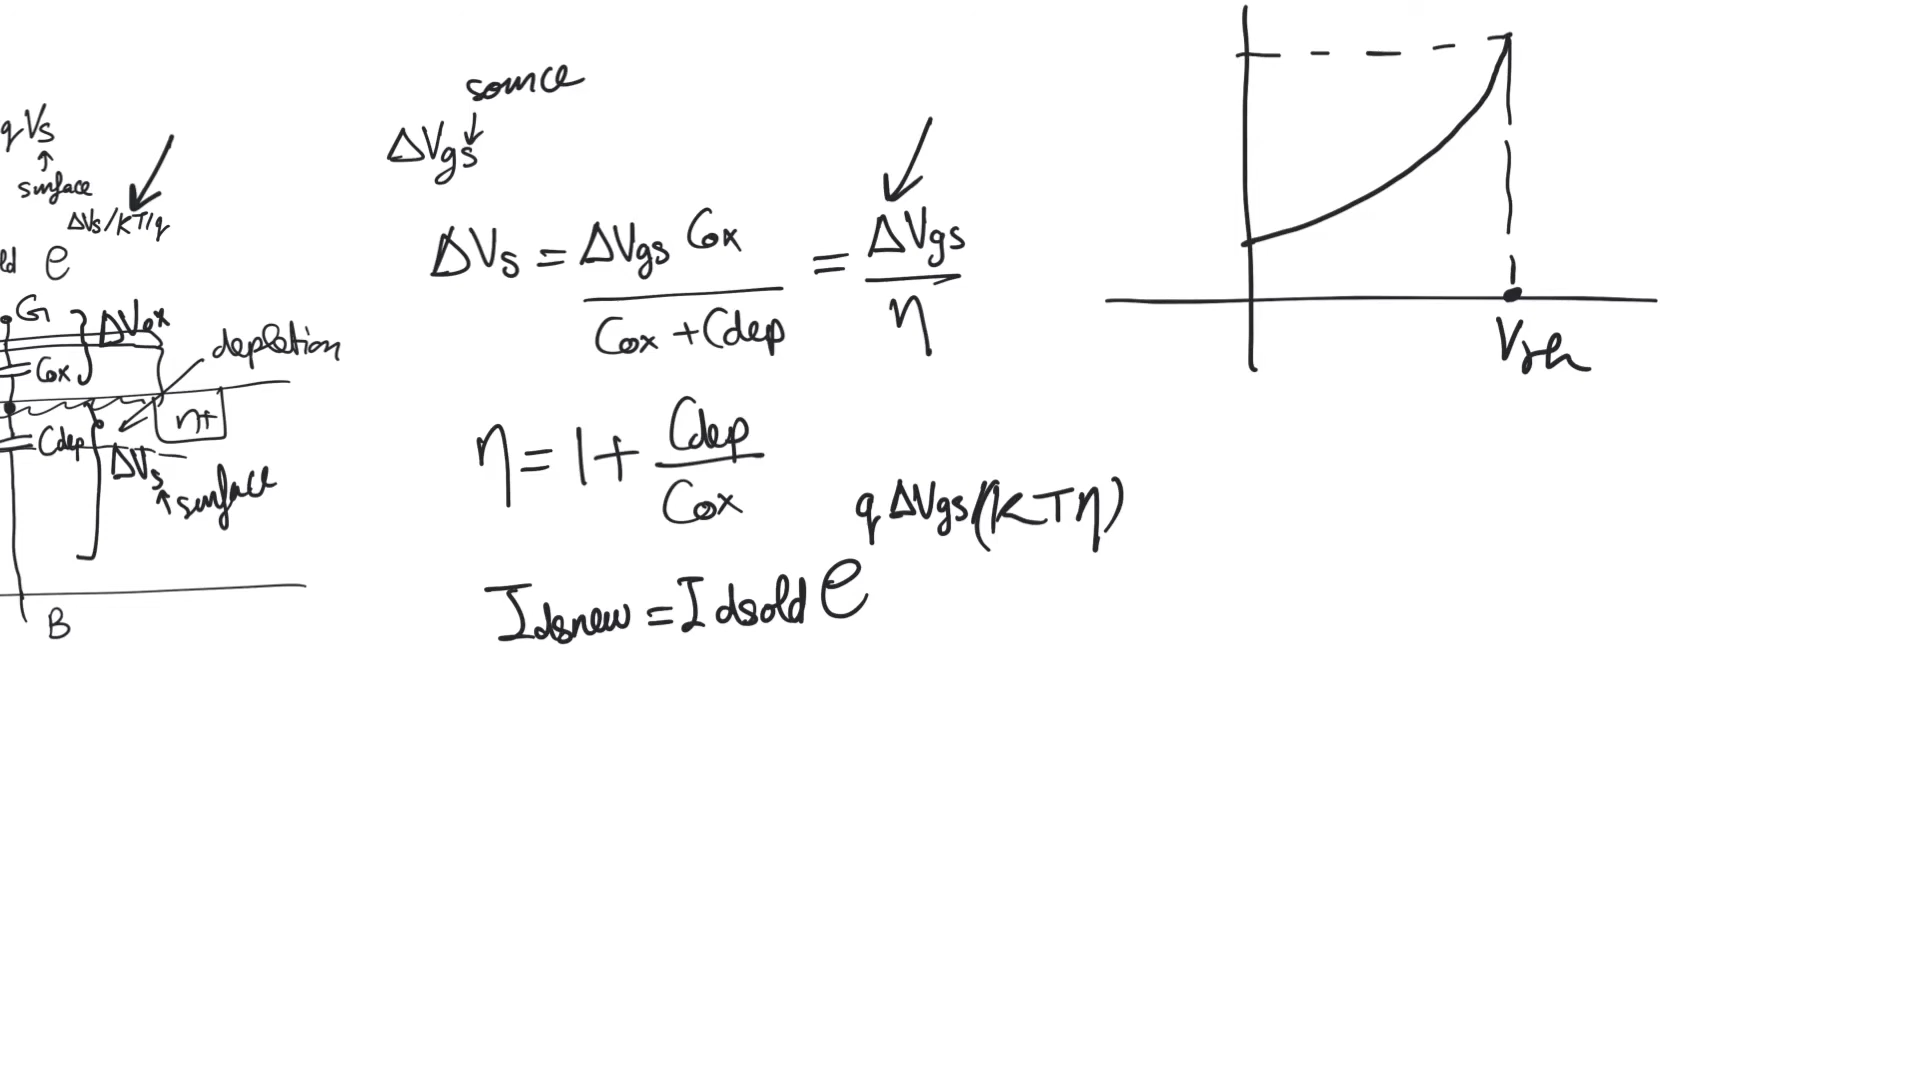 qVs
↑
surface
ΔVs/KT/q
ld e
G
ΔVox
Cox
depletion
n+
Cdep
ΔVs
↑ surface
B
source
↓
ΔVgs
ΔVs = ΔVgs Cox / (Cox + Cdep) = ΔVgs / η
η = 1 + Cdep / Cox
Idsnew = Idsold e^qΔVgs/(KTη)
Vth